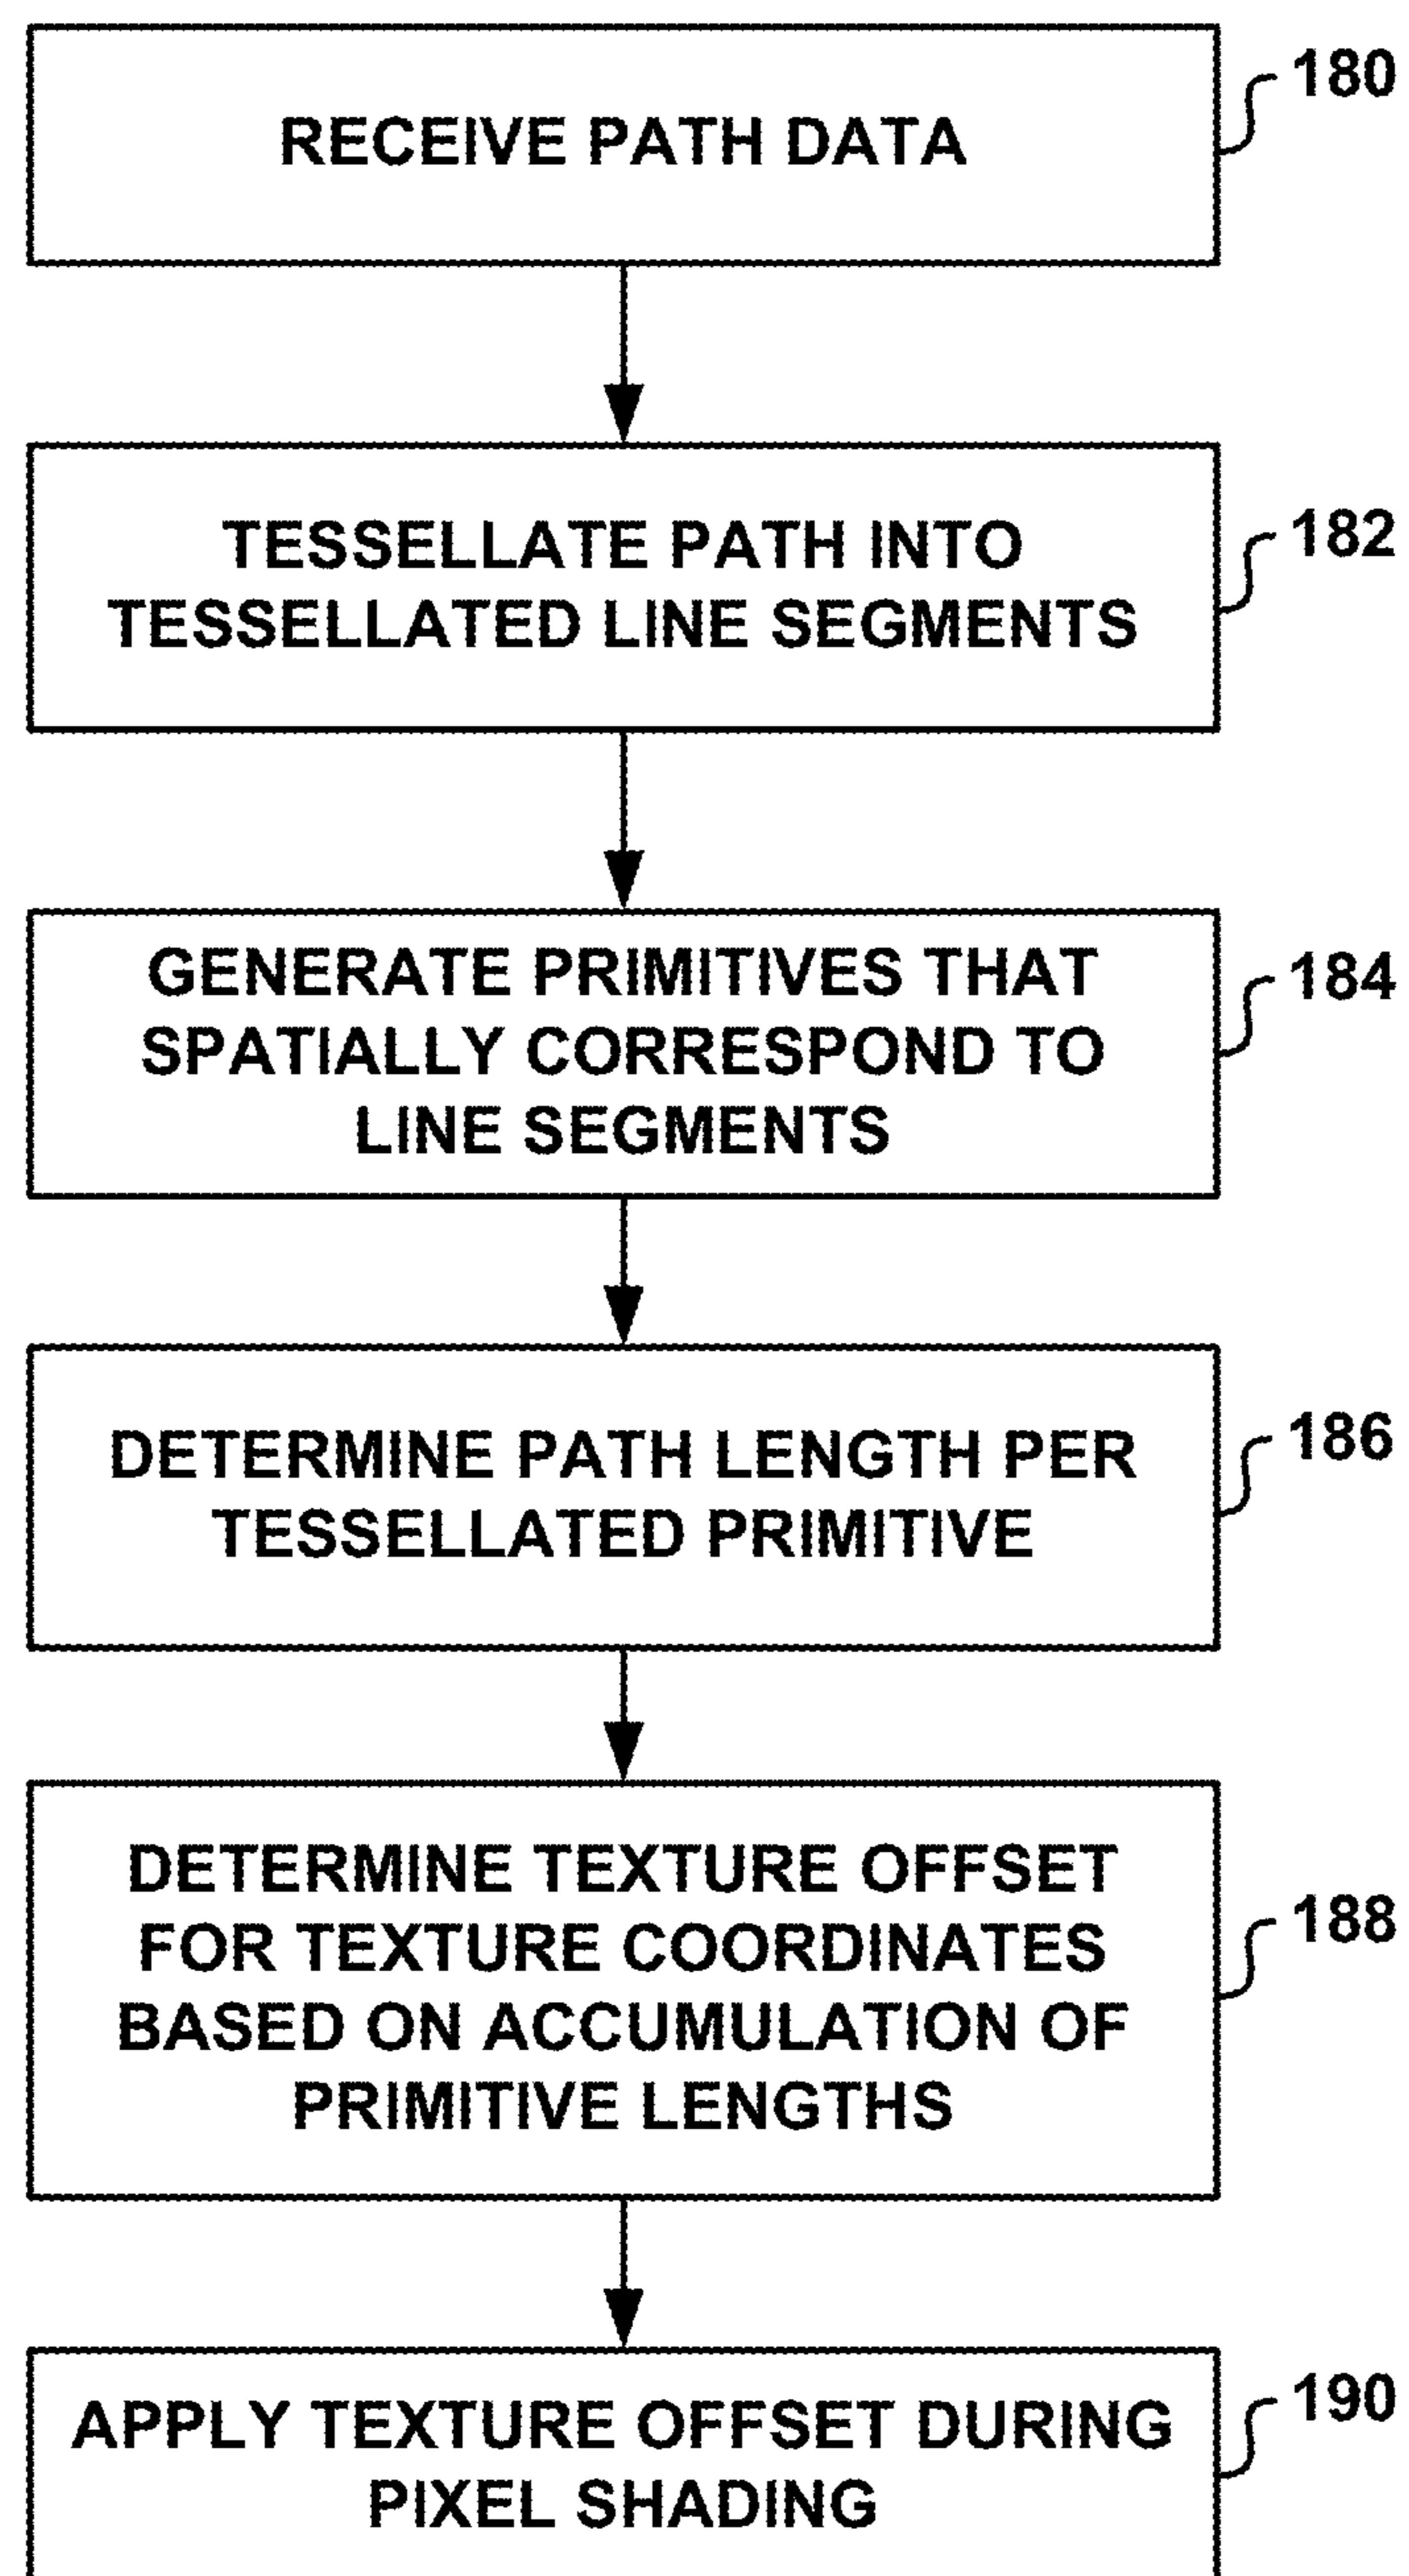 RECEIVE PATH DATA
180
TESSELLATE PATH INTO
TESSELLATED LINE SEGMENTS
182
GENERATE PRIMITIVES THAT
SPATIALLY CORRESPOND TO
LINE SEGMENTS
184
DETERMINE PATH LENGTH PER
TESSELLATED PRIMITIVE
186
DETERMINE TEXTURE OFFSET
FOR TEXTURE COORDINATES
BASED ON ACCUMULATION OF
PRIMITIVE LENGTHS
188
APPLY TEXTURE OFFSET DURING
PIXEL SHADING
190